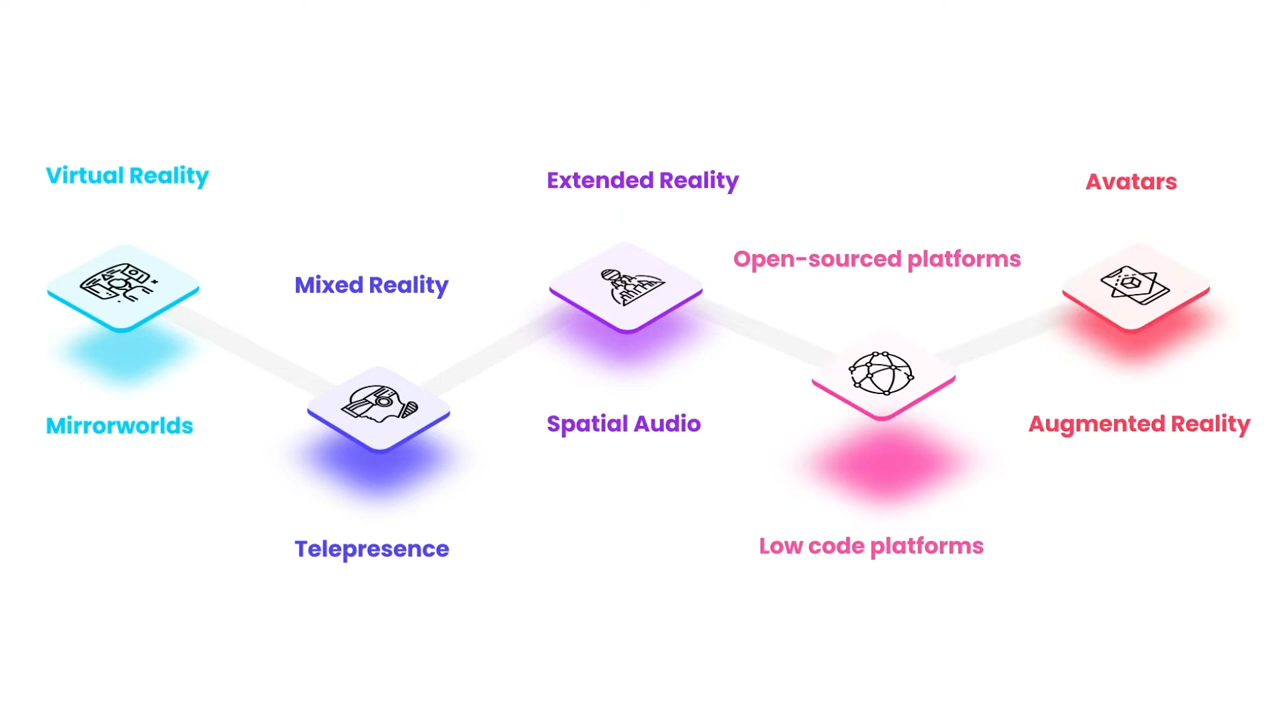 Virtual Reality
Mirrorworlds
Mixed Reality
Telepresence
Extended Reality
Spatial Audio
Open-sourced platforms
Low code platforms
Avatars
Augmented Reality